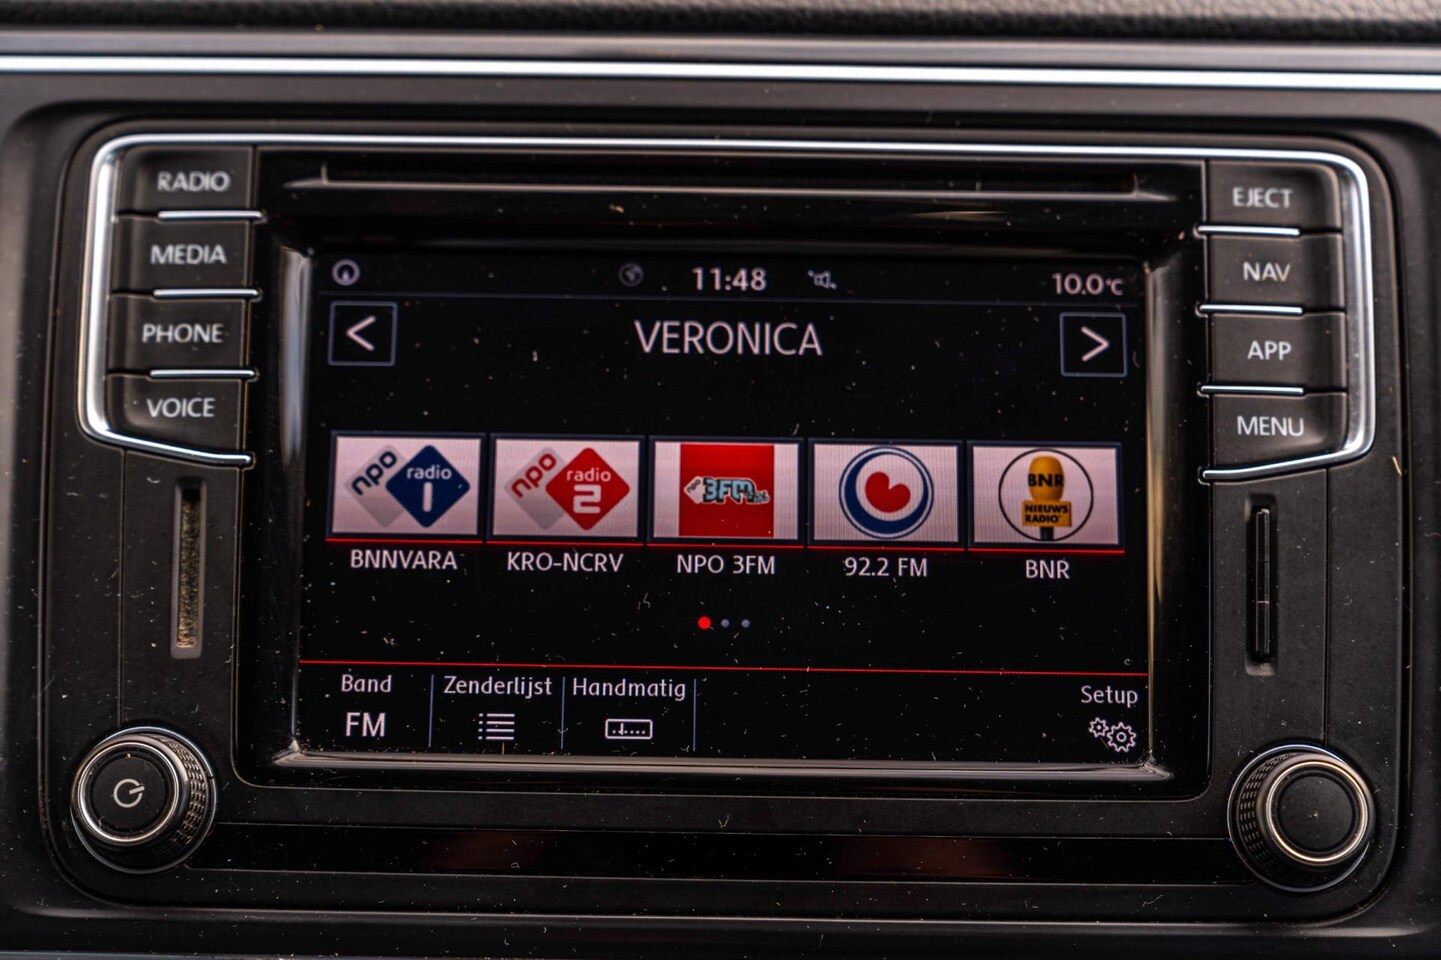 RADIO
MEDIA
PHONE
VOICE
EJECT
NAV
APP
MENU
11:48
10.0°C
<
VERONICA
>
npo radio 1
npo radio 2
3FM
BNR
NIEUWS
RADIO
BNNVARA
KRO-NCRV
NPO 3FM
92.2 FM
BNR
Band
FM
Zenderlijst
Handmatig
Setup